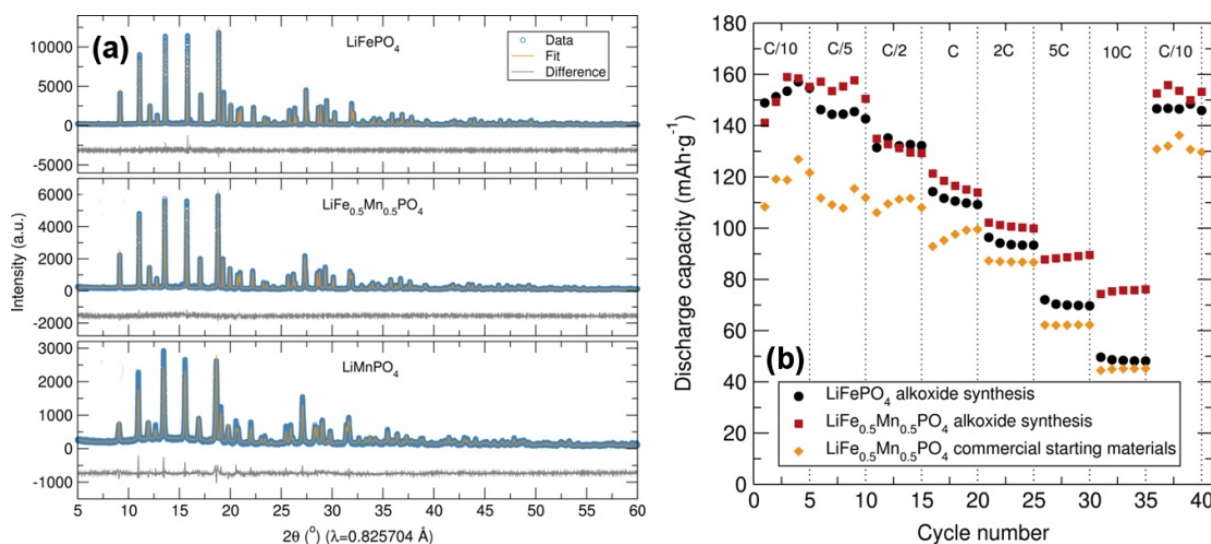 (a)
LiFePO4
Data
Fit
Difference
10000
5000
0
-5000
LiFe0.5Mn0.5PO4
6000
4000
2000
0
-2000
LiMnPO4
3000
2000
1000
0
-1000
Intensity (a.u.)
5 10 15 20 25 30 35 40 45 50 55 60
2θ (°) (λ=0.825704 Å)
C/10 C/5 C/2 C 2C 5C 10C C/10
180
160
140
120
100
80
60
40
20
0
Discharge capacity (mAh·g-1)
(b)
LiFePO4 alkoxide synthesis
LiFe0.5Mn0.5PO4 alkoxide synthesis
LiFe0.5Mn0.5PO4 commercial starting materials
0 5 10 15 20 25 30 35 40
Cycle number